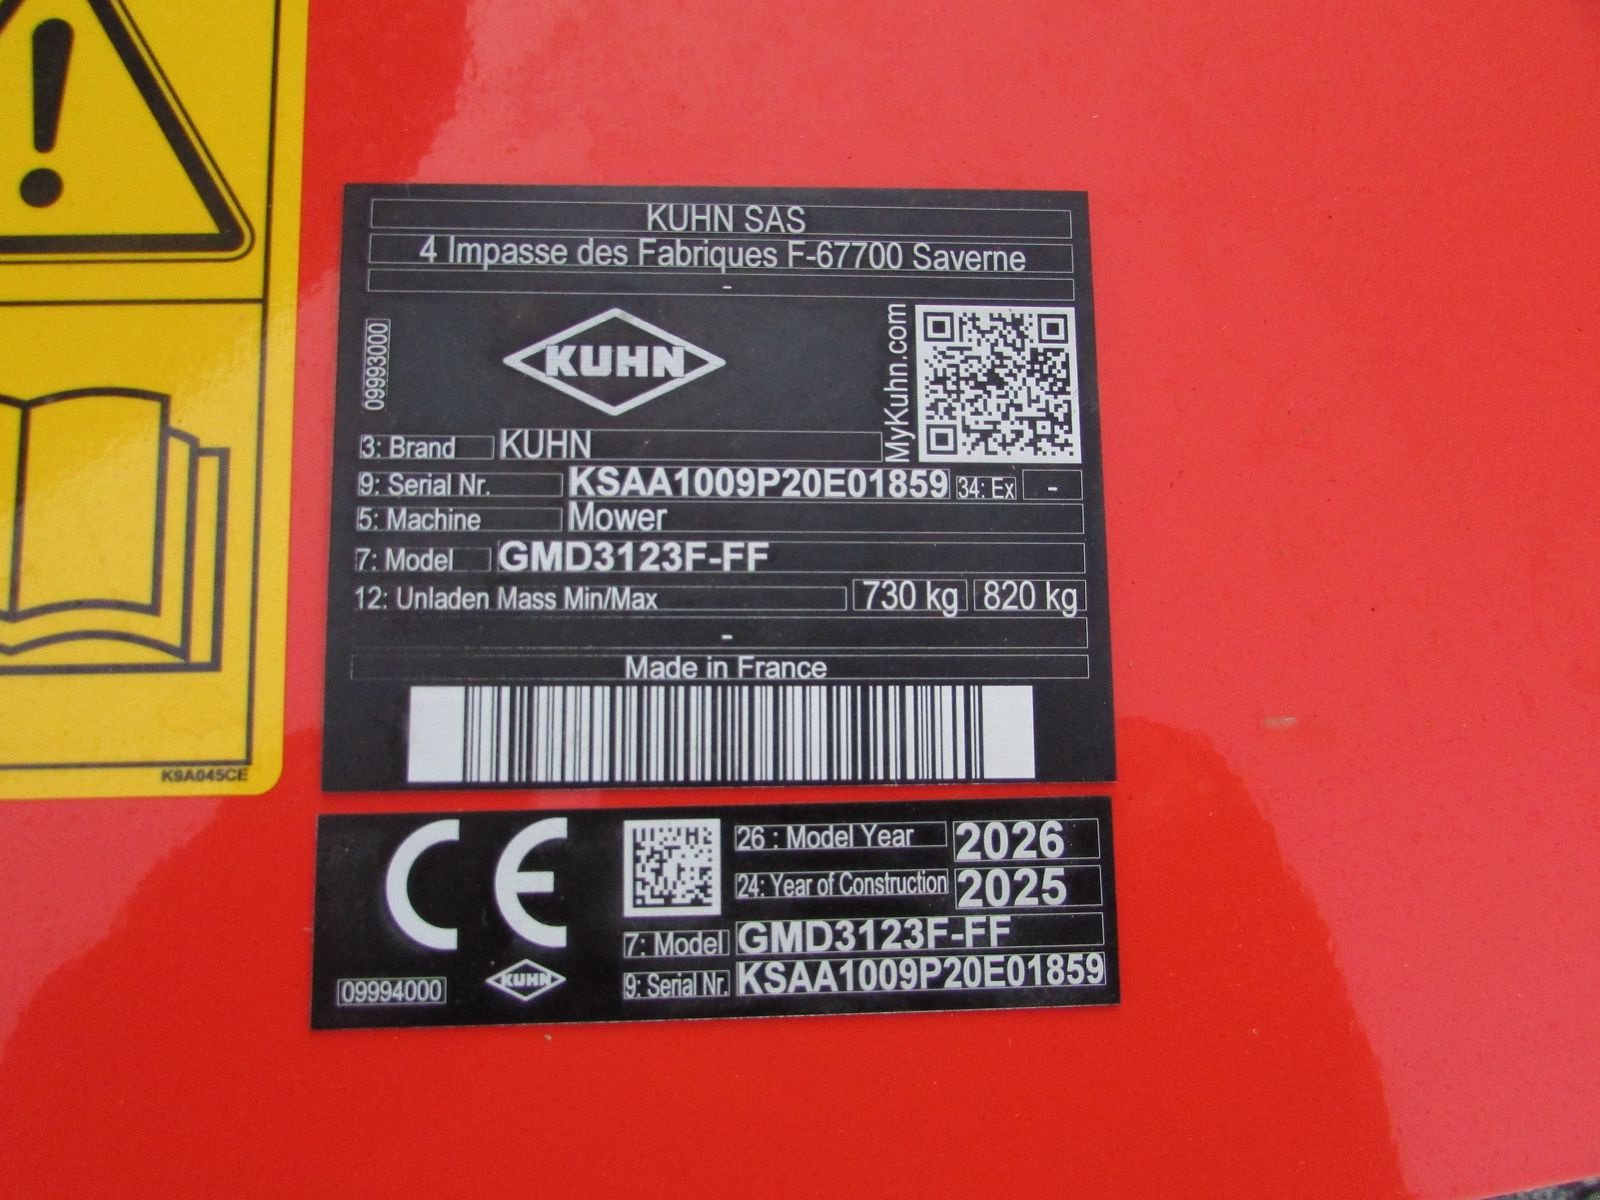 KUHN SAS
4 Impasse des Fabriques F-67700 Saverne
-
09993000
KUHN
MyKuhn.com
3: Brand KUHN
9: Serial Nr. KSAA1009P20E01859 34: Ex -
5: Machine Mower
7: Model GMD3123F-FF
12: Unladen Mass Min/Max 730 kg 820 kg
-
Made in France
K9A045CE
CE
26 : Model Year 2026
24: Year of Construction 2025
7: Model GMD3123F-FF
9: Serial Nr. KSAA1009P20E01859
09994000
KUHN